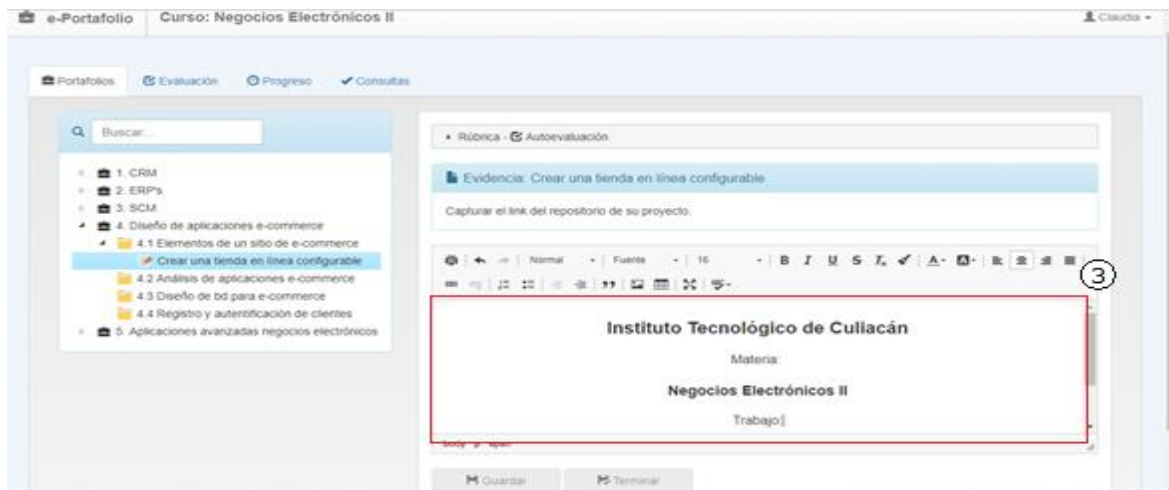 e-Portafolio Curso: Negocios Electrónicos II Claudia
Portafolios Evaluación Progreso Consultas
Buscar...
1. CRM
2. ERP's
3. SCM
4. Diseño de aplicaciones e-commerce
4.1 Elementos de un sitio de e-commerce
Crear una tienda en línea configurable
4.2 Análisis de aplicaciones e-commerce
4.3 Diseño de bd para e-commerce
4.4 Registro y autentificación de clientes
5. Aplicaciones avanzadas negocios electrónicos
Rúbrica - Autoevaluación
Evidencia: Crear una tienda en línea configurable
Capturar el link del repositorio de su proyecto.
Normal Fuente 16 B I U S Ix A A
3
Instituto Tecnológico de Culiacán
Materia:
Negocios Electrónicos II
Trabajo:
body p span
Guardar Terminar